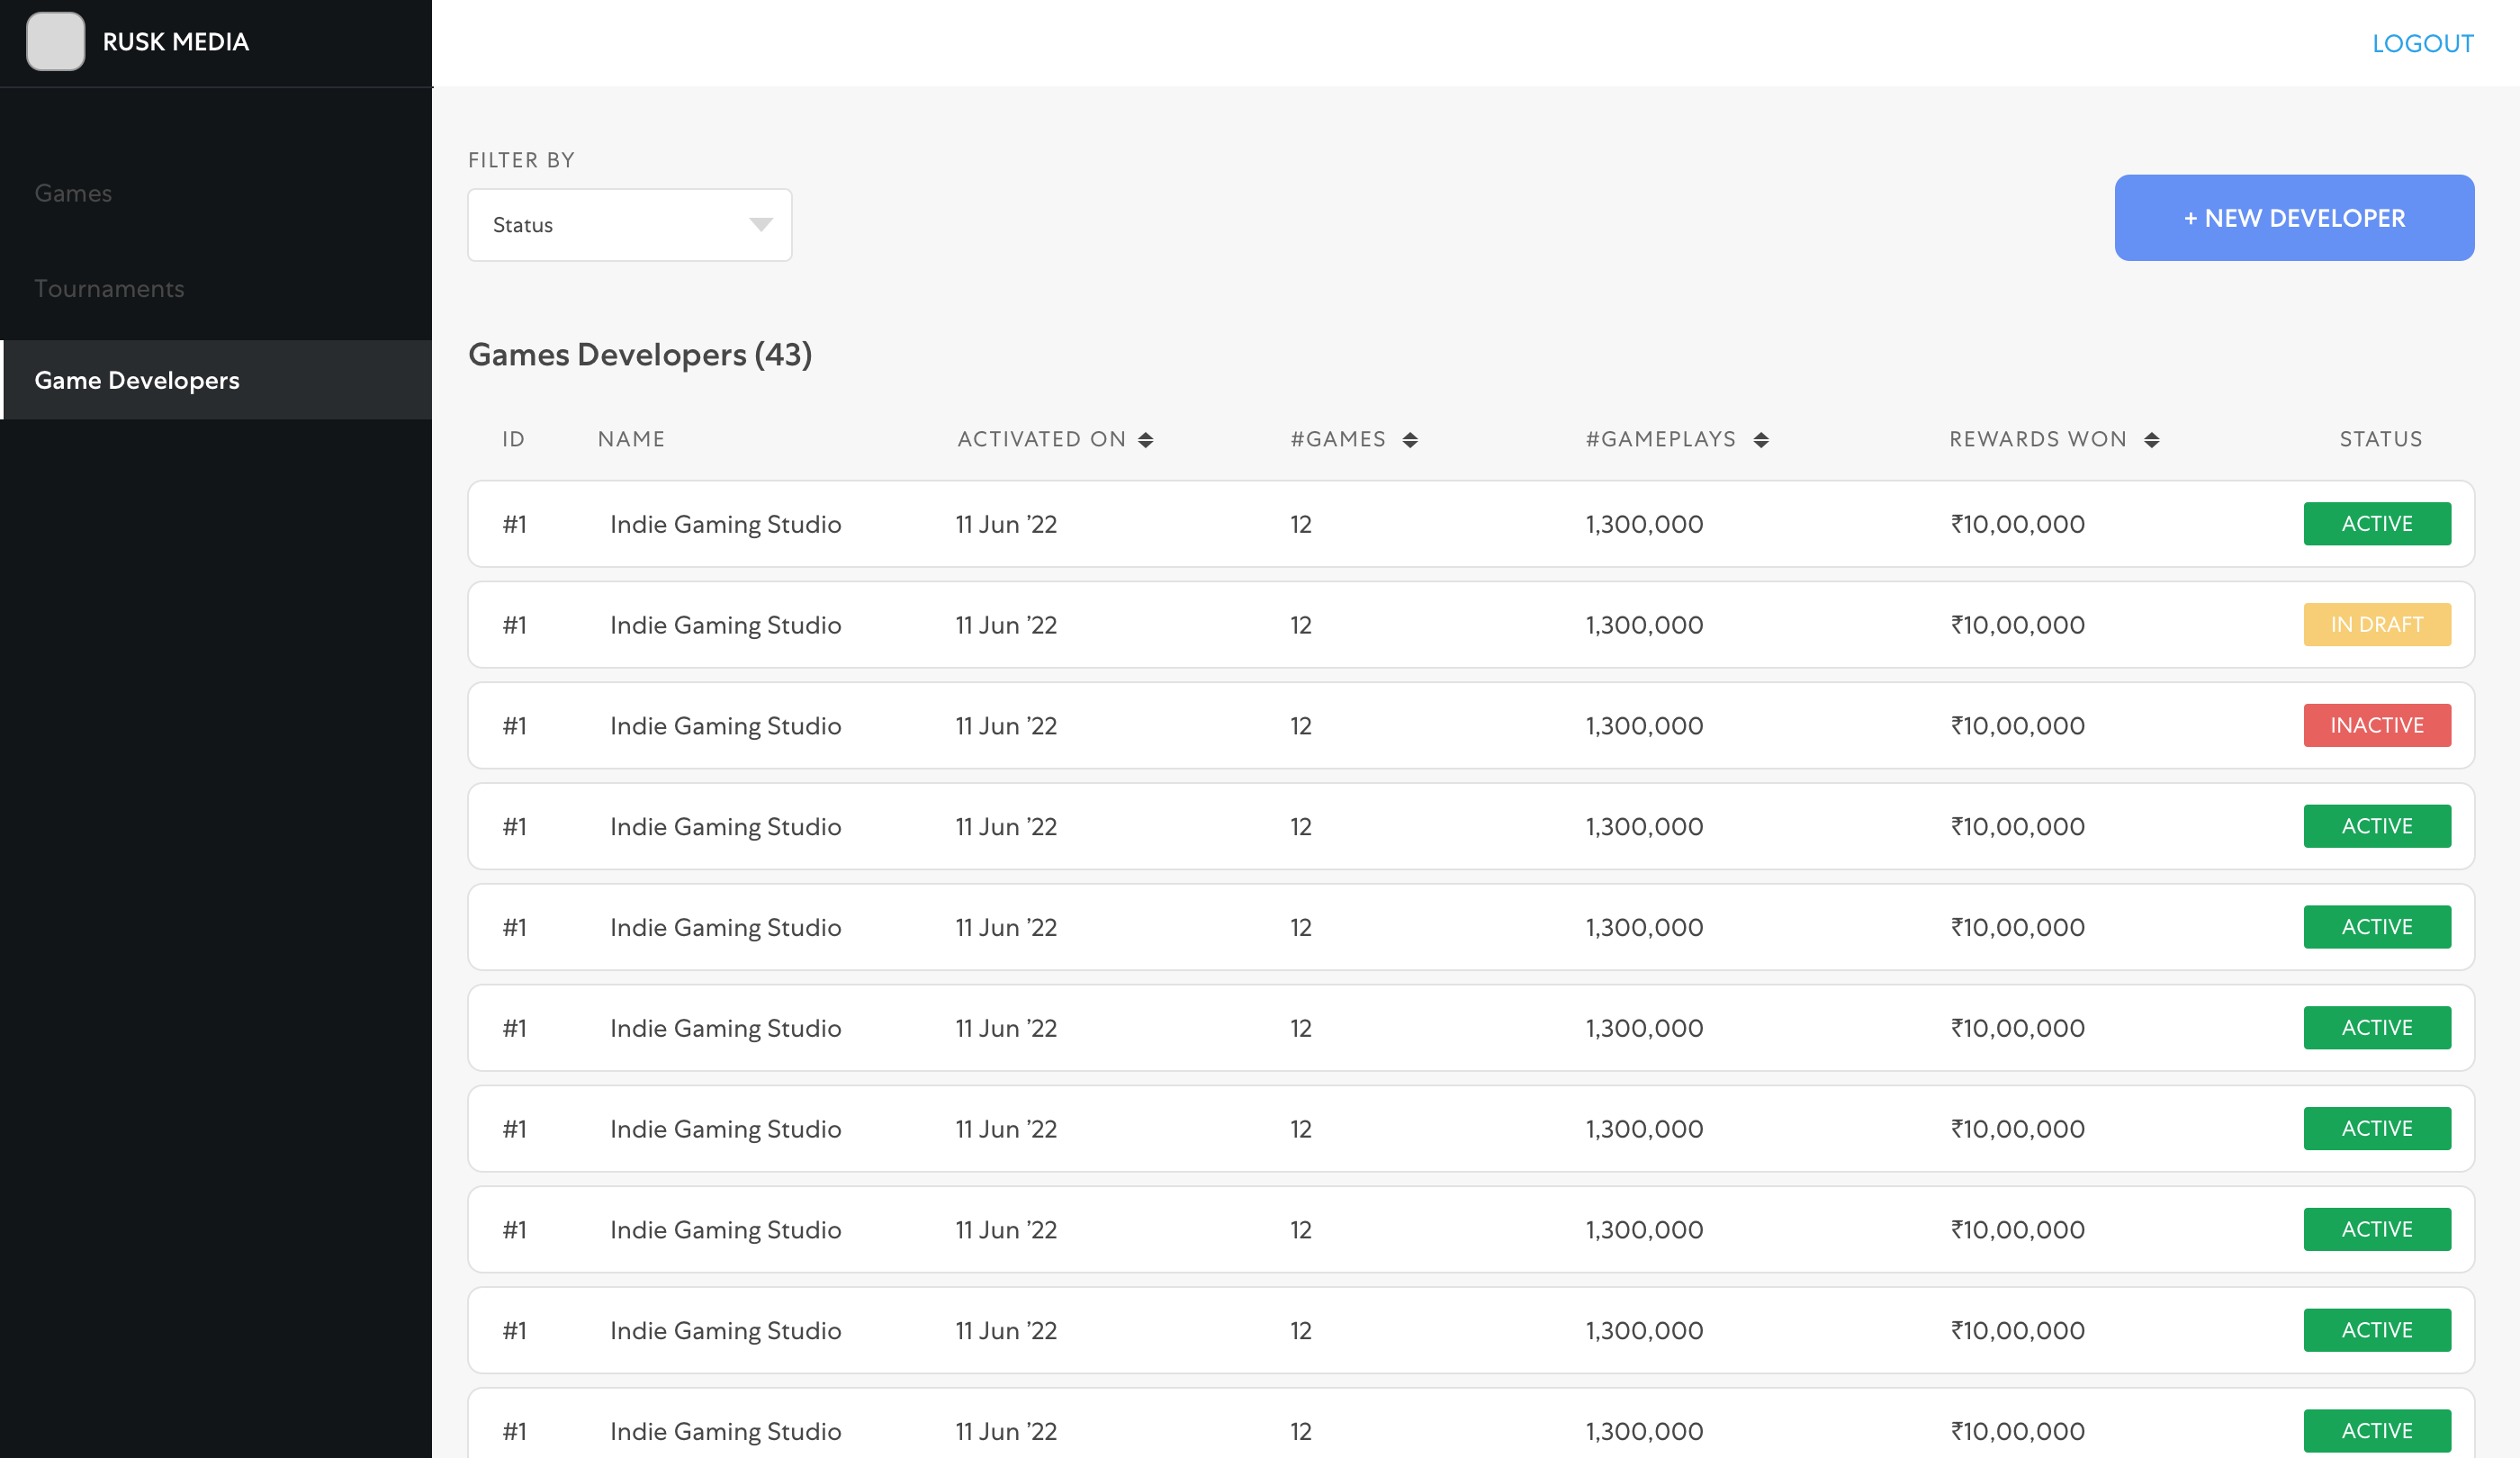 RUSK MEDIA
LOGOUT
Games
Tournaments
Game Developers
FILTER BY
Status
+ NEW DEVELOPER
Games Developers (43)
ID NAME ACTIVATED ON #GAMES #GAMEPLAYS REWARDS WON STATUS
#1 Indie Gaming Studio 11 Jun ’22 12 1,300,000 ₹10,00,000 ACTIVE
#1 Indie Gaming Studio 11 Jun ’22 12 1,300,000 ₹10,00,000 IN DRAFT
#1 Indie Gaming Studio 11 Jun ’22 12 1,300,000 ₹10,00,000 INACTIVE
#1 Indie Gaming Studio 11 Jun ’22 12 1,300,000 ₹10,00,000 ACTIVE
#1 Indie Gaming Studio 11 Jun ’22 12 1,300,000 ₹10,00,000 ACTIVE
#1 Indie Gaming Studio 11 Jun ’22 12 1,300,000 ₹10,00,000 ACTIVE
#1 Indie Gaming Studio 11 Jun ’22 12 1,300,000 ₹10,00,000 ACTIVE
#1 Indie Gaming Studio 11 Jun ’22 12 1,300,000 ₹10,00,000 ACTIVE
#1 Indie Gaming Studio 11 Jun ’22 12 1,300,000 ₹10,00,000 ACTIVE
#1 Indie Gaming Studio 11 Jun ’22 12 1,300,000 ₹10,00,000 ACTIVE